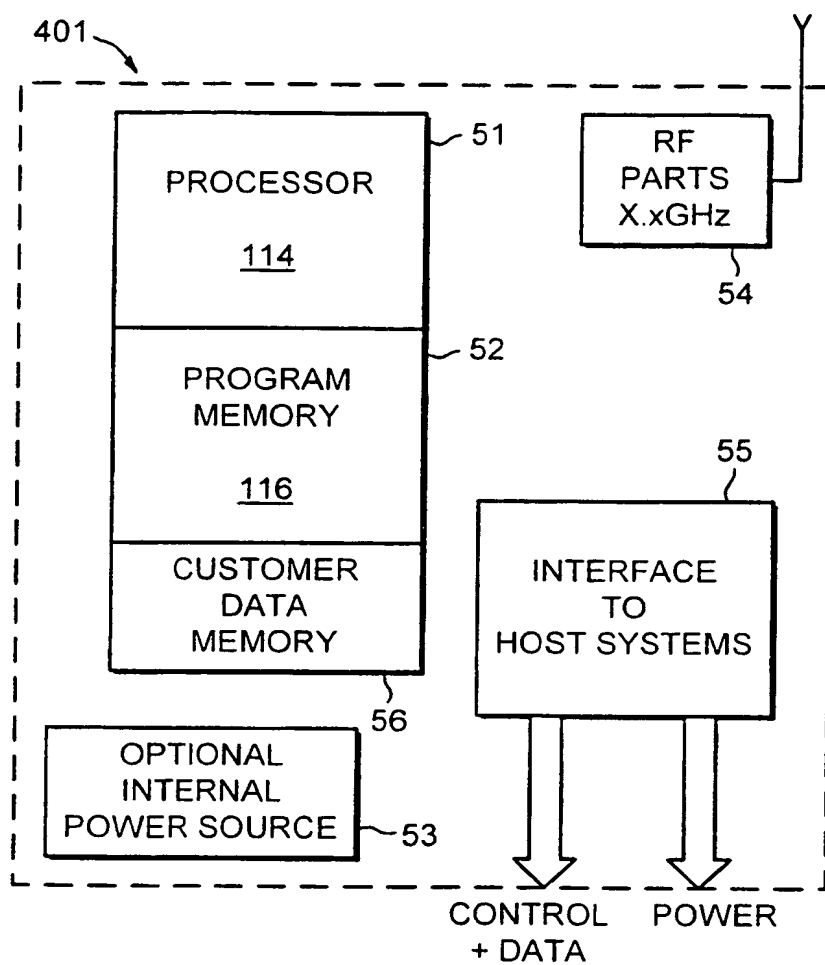 401
PROCESSOR
114
51
RF
PARTS
X.xGHz
54
52
PROGRAM
MEMORY
116
55
CUSTOMER
DATA
MEMORY
56
INTERFACE
TO
HOST SYSTEMS
OPTIONAL
INTERNAL
POWER SOURCE
53
CONTROL
+ DATA
POWER